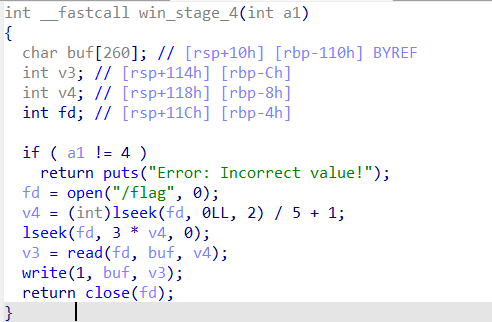 int __fastcall win_stage_4(int a1)
{
  char buf[260]; // [rsp+10h] [rbp-110h] BYREF
  int v3; // [rsp+114h] [rbp-Ch]
  int v4; // [rsp+118h] [rbp-8h]
  int fd; // [rsp+11Ch] [rbp-4h]

  if ( a1 != 4 )
    return puts("Error: Incorrect value!");
  fd = open("/flag", 0);
  v4 = (int)lseek(fd, 0LL, 2) / 5 + 1;
  lseek(fd, 3 * v4, 0);
  v3 = read(fd, buf, v4);
  write(1, buf, v3);
  return close(fd);
}